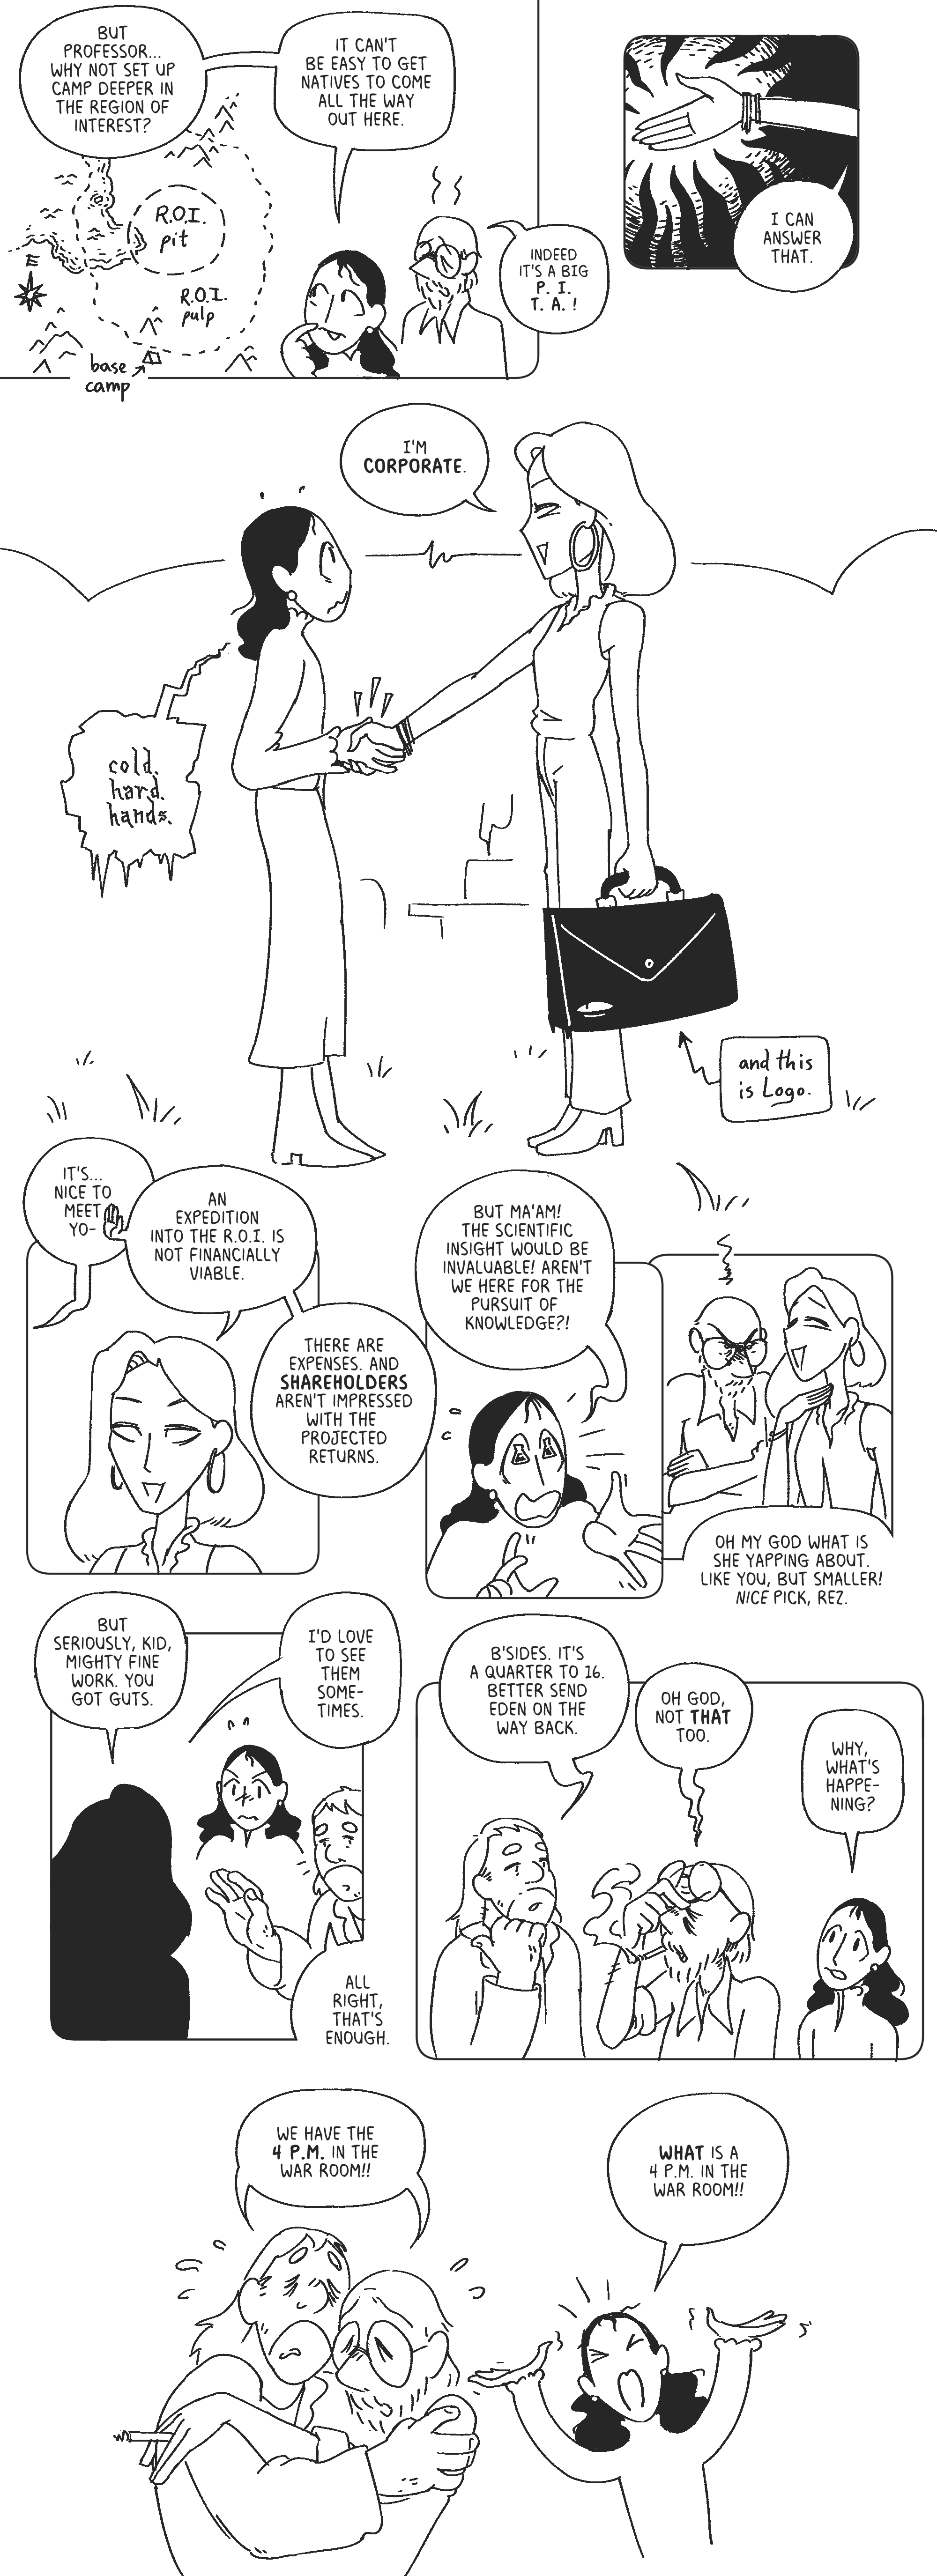 BUT
PROFESSOR...
WHY NOT SET UP
CAMP DEEPER IN
THE REGION OF
INTEREST?
IT CAN'T
BE EASY TO GET
NATIVES TO COME
ALL THE WAY
OUT HERE.
R.O.I.
pit
R.O.I.
pulp
E
base
camp
INDEED
IT'S A BIG
P. I.
T. A. !
I CAN
ANSWER
THAT.
I'M
CORPORATE.
cold.
hard.
hands.
and this
is Logo.
IT'S...
NICE TO
MEET
YO-
AN
EXPEDITION
INTO THE R.O.I. IS
NOT FINANCIALLY
VIABLE.
THERE ARE
EXPENSES. AND
SHAREHOLDERS
AREN'T IMPRESSED
WITH THE
PROJECTED
RETURNS.
BUT MA'AM!
THE SCIENTIFIC
INSIGHT WOULD BE
INVALUABLE! AREN'T
WE HERE FOR THE
PURSUIT OF
KNOWLEDGE?!
OH MY GOD WHAT IS
SHE YAPPING ABOUT.
LIKE YOU, BUT SMALLER!
NICE PICK, REZ.
BUT
SERIOUSLY, KID,
MIGHTY FINE
WORK. YOU
GOT GUTS.
I'D LOVE
TO SEE
THEM
SOME-
TIMES.
ALL
RIGHT,
THAT'S
ENOUGH.
B'SIDES. IT'S
A QUARTER TO 16.
BETTER SEND
EDEN ON THE
WAY BACK.
OH GOD,
NOT THAT
TOO.
WHY,
WHAT'S
HAPPE-
NING?
WE HAVE THE
4 P.M. IN THE
WAR ROOM!!
WHAT IS A
4 P.M. IN THE
WAR ROOM!!